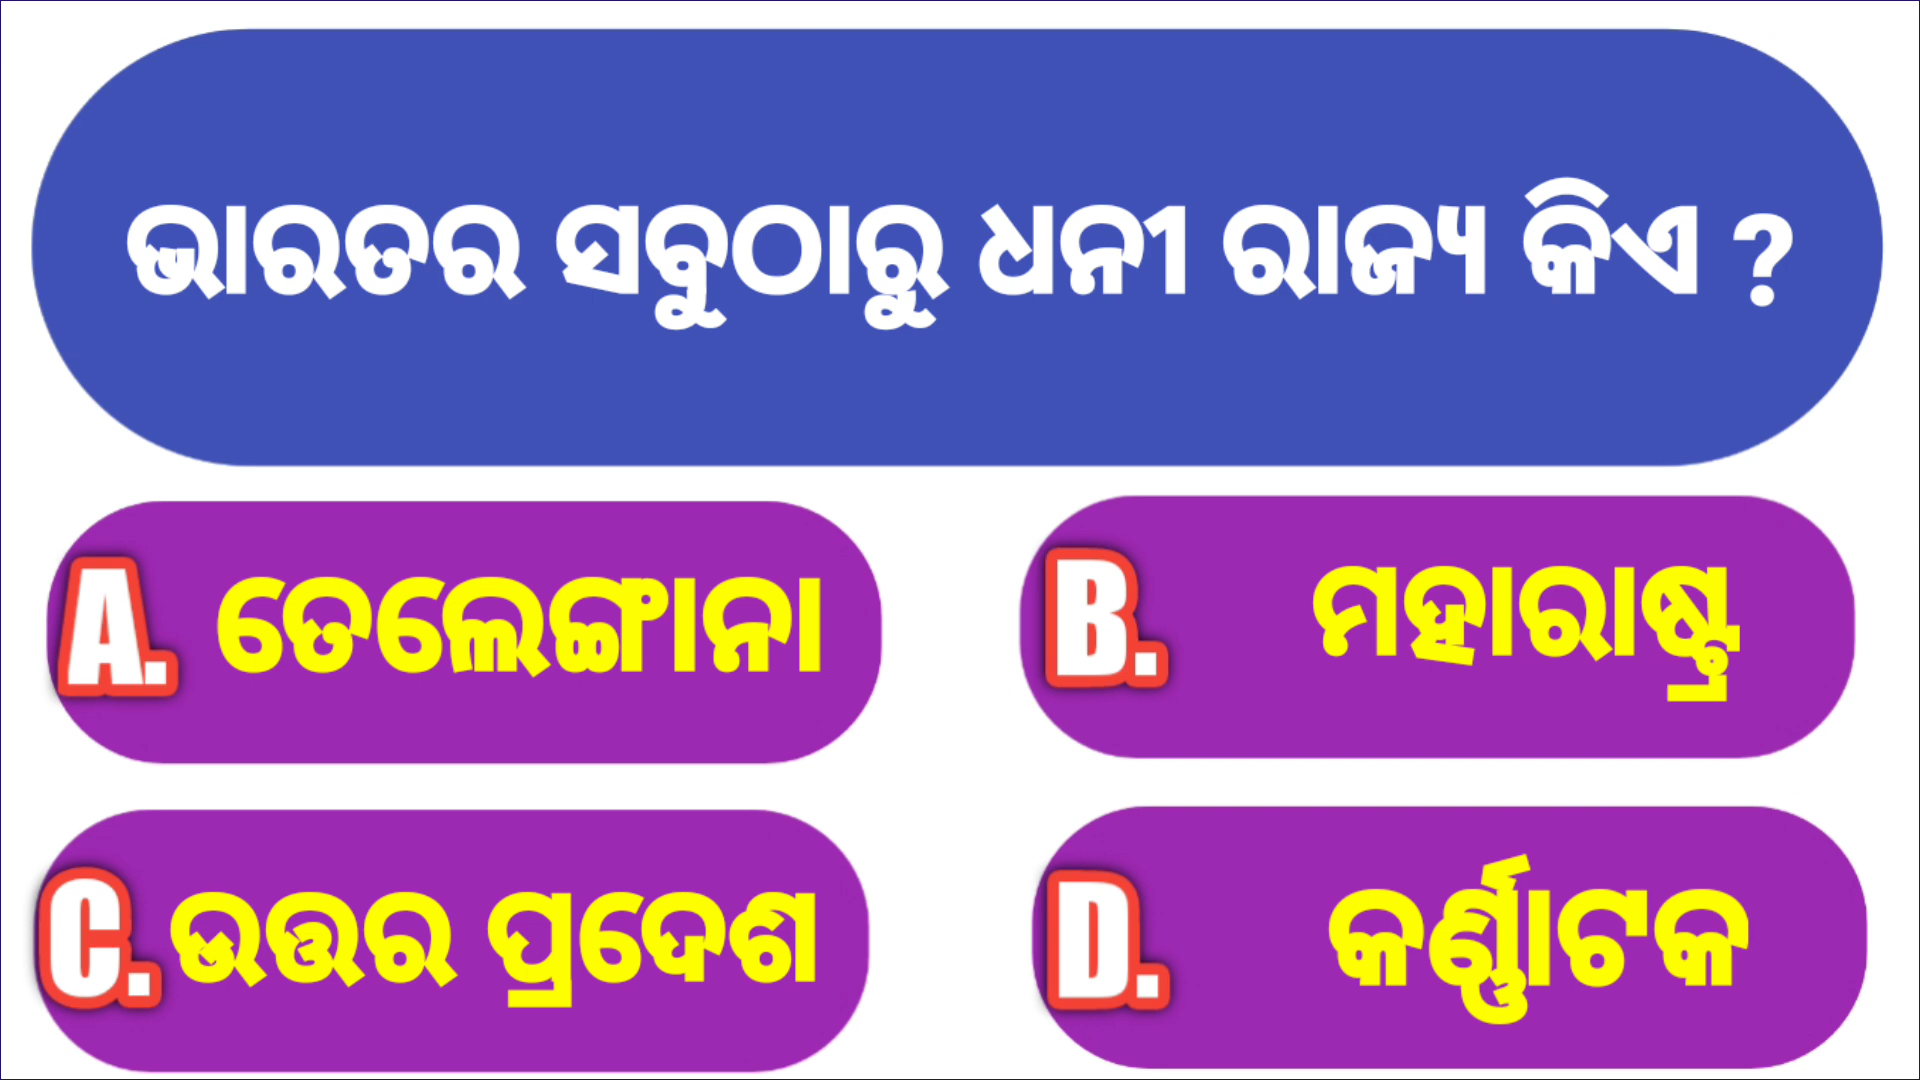 ଭାରତର ସବୁଠାରୁ ଧନୀ ରାଜ୍ୟ କିଏ ?
A. ତେଲେଙ୍ଗାନା
B. ମହାରାଷ୍ଟ୍ର
C. ଉତ୍ତର ପ୍ରଦେଶ
D. କର୍ଣ୍ଣାଟକ